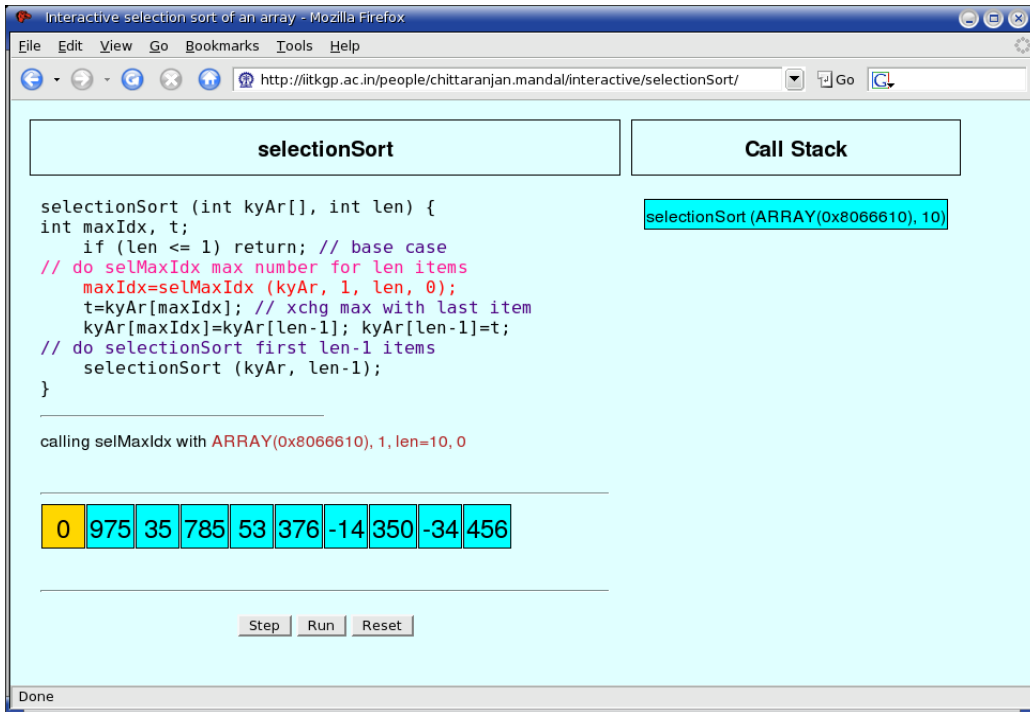 Interactive selection sort of an array - Mozilla Firefox
File Edit View Go Bookmarks Tools Help
http://iitkgp.ac.in/people/chittaranjan.mandal/interactive/selectionSort/ Go G
selectionSort
Call Stack
selectionSort (int kyAr[], int len) {
int maxIdx, t;
    if (len <= 1) return; // base case
// do selMaxIdx max number for len items
    maxIdx=selMaxIdx (kyAr, 1, len, 0);
    t=kyAr[maxIdx]; // xchg max with last item
    kyAr[maxIdx]=kyAr[len-1]; kyAr[len-1]=t;
// do selectionSort first len-1 items
    selectionSort (kyAr, len-1);
}
selectionSort (ARRAY(0x8066610), 10)
calling selMaxIdx with ARRAY(0x8066610), 1, len=10, 0
0 975 35 785 53 376 -14 350 -34 456
Step Run Reset
Done